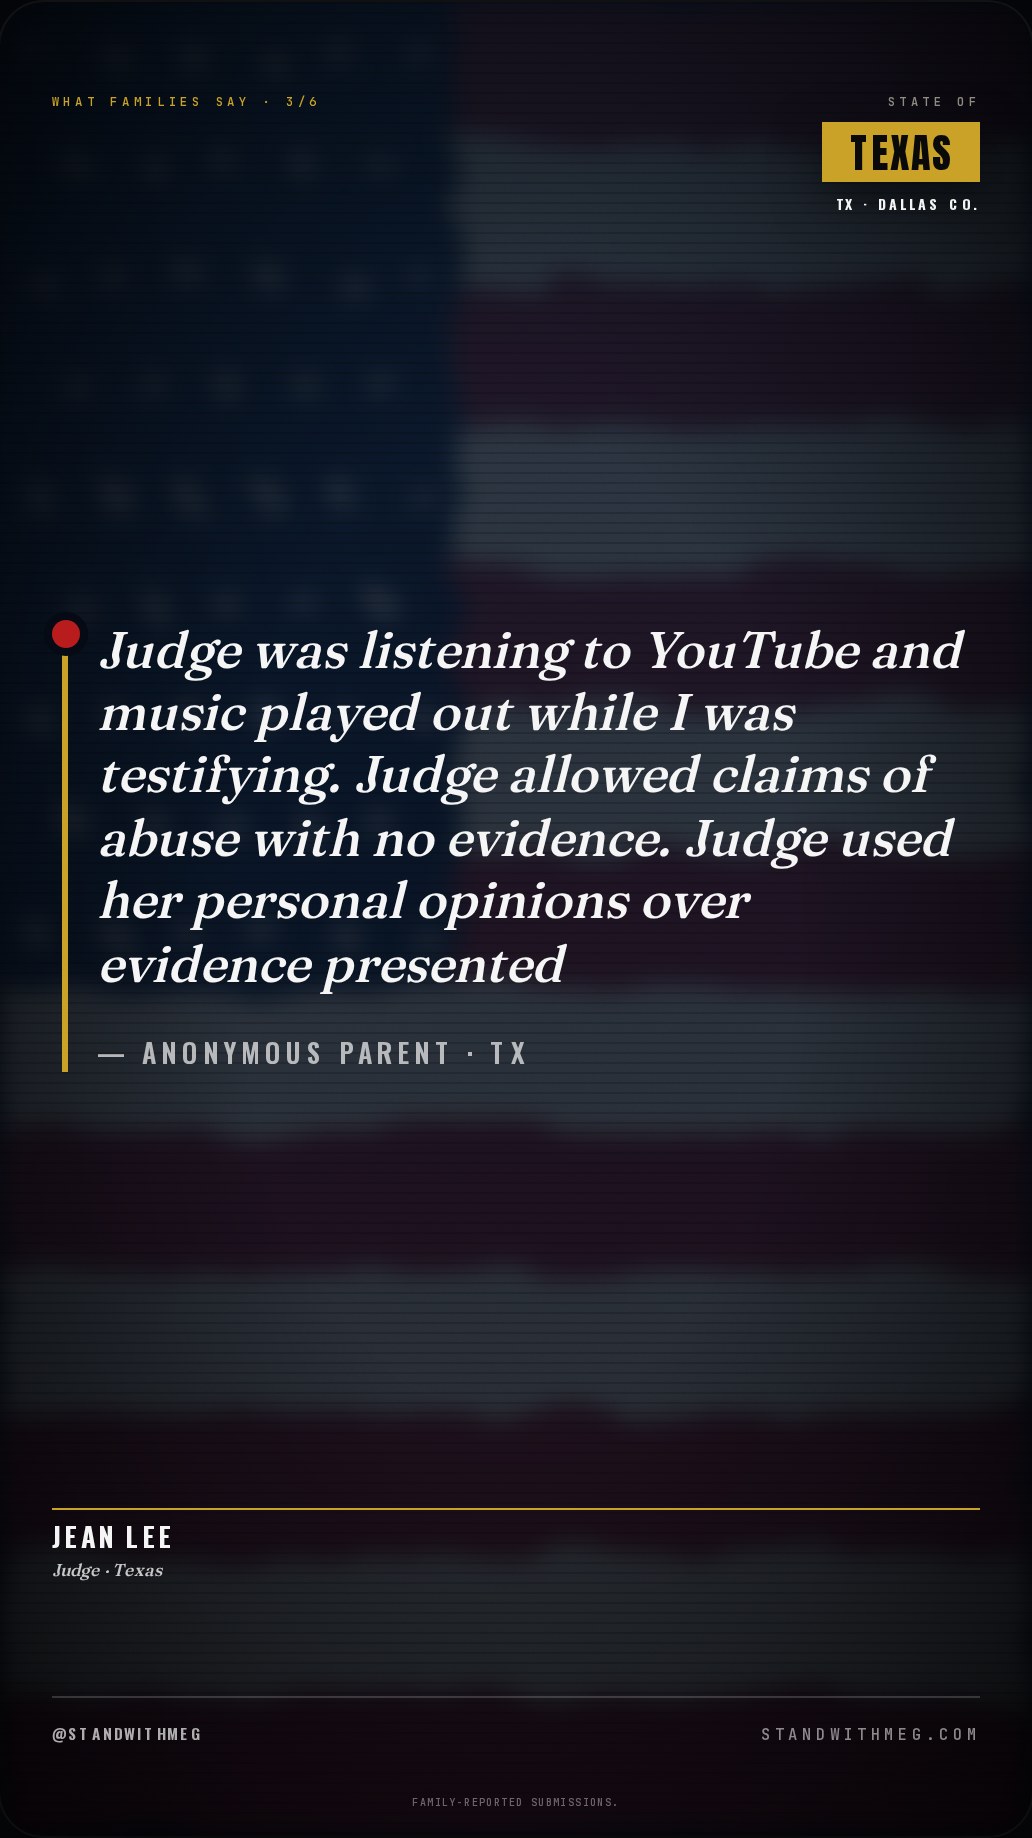 WHAT FAMILIES SAY · 3/6
STATE OF
TEXAS
TX · DALLAS CO.
Judge was listening to YouTube and
music played out while I was
testifying. Judge allowed claims of
abuse with no evidence. Judge used
her personal opinions over
evidence presented
— ANONYMOUS PARENT · TX
JEAN LEE
Judge · Texas
@STANDWITHMEG
STANDWITHMEG.COM
FAMILY-REPORTED SUBMISSIONS.